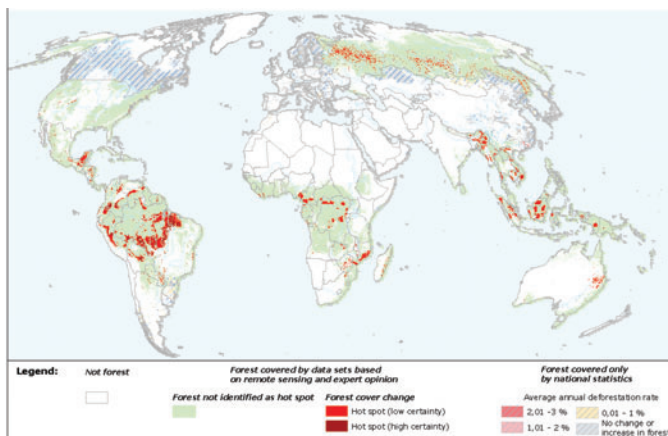 Legend:
Not forest
Forest covered by data sets based
on remote sensing and expert opinion
Forest covered only
by national statistics
Forest not identified as hot spot
Forest cover change
Hot spot (low certainty)
Hot spot (high certainty)
Average annual deforestation rate
2,01 -3 %
0,01 - 1 %
1,01 - 2 %
No change or
increase in forest